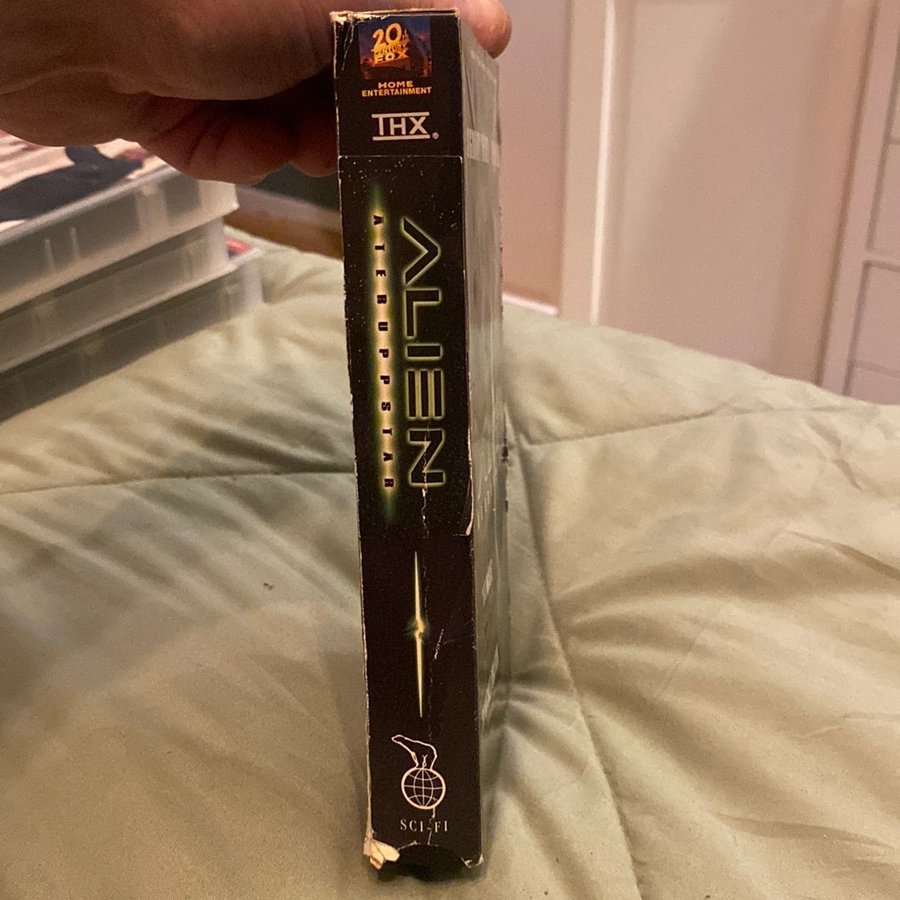 20th
CENTURY
FOX
HOME
ENTERTAINMENT
THX®
ALIEN
ÅTERUPPSTÅR
SCI-FI